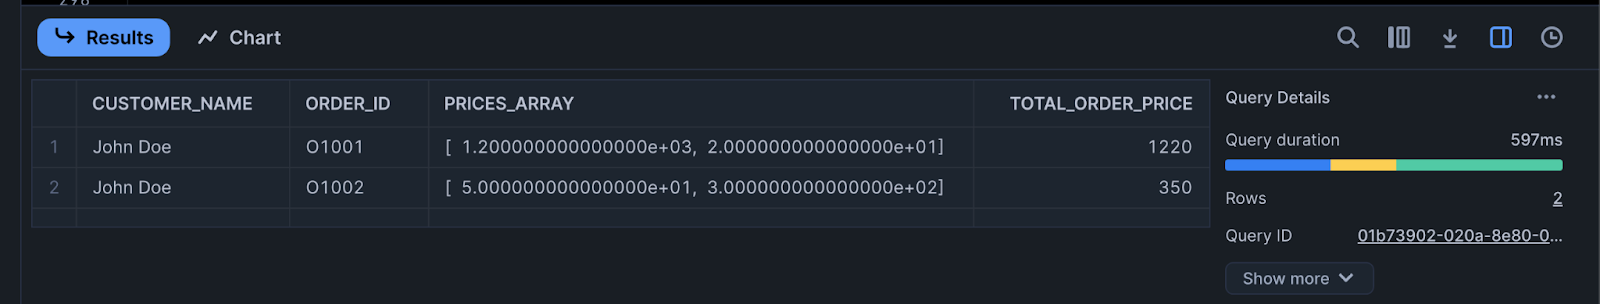 298
Results Chart
CUSTOMER_NAME ORDER_ID PRICES_ARRAY TOTAL_ORDER_PRICE
1 John Doe O1001 [ 1.200000000000000e+03, 2.000000000000000e+01] 1220
2 John Doe O1002 [ 5.000000000000000e+01, 3.000000000000000e+02] 350
Query Details ...
Query duration 597ms
Rows 2
Query ID 01b73902-020a-8e80-0...
Show more